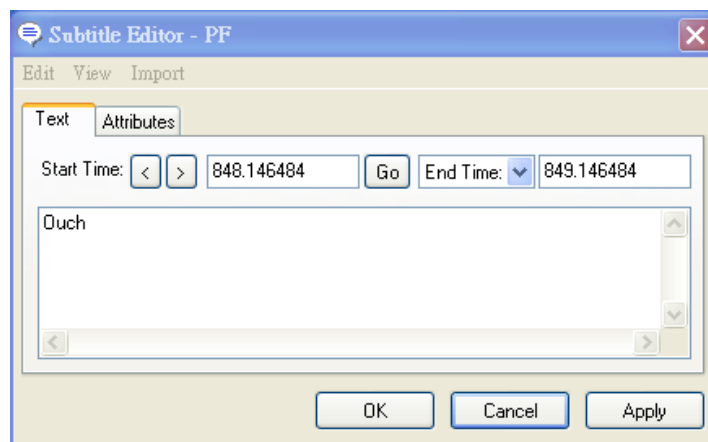 Subtitle Editor - PF
Edit View Import
Text Attributes
Start Time: < > 848.146484 Go End Time: 849.146484
Ouch
OK Cancel Apply